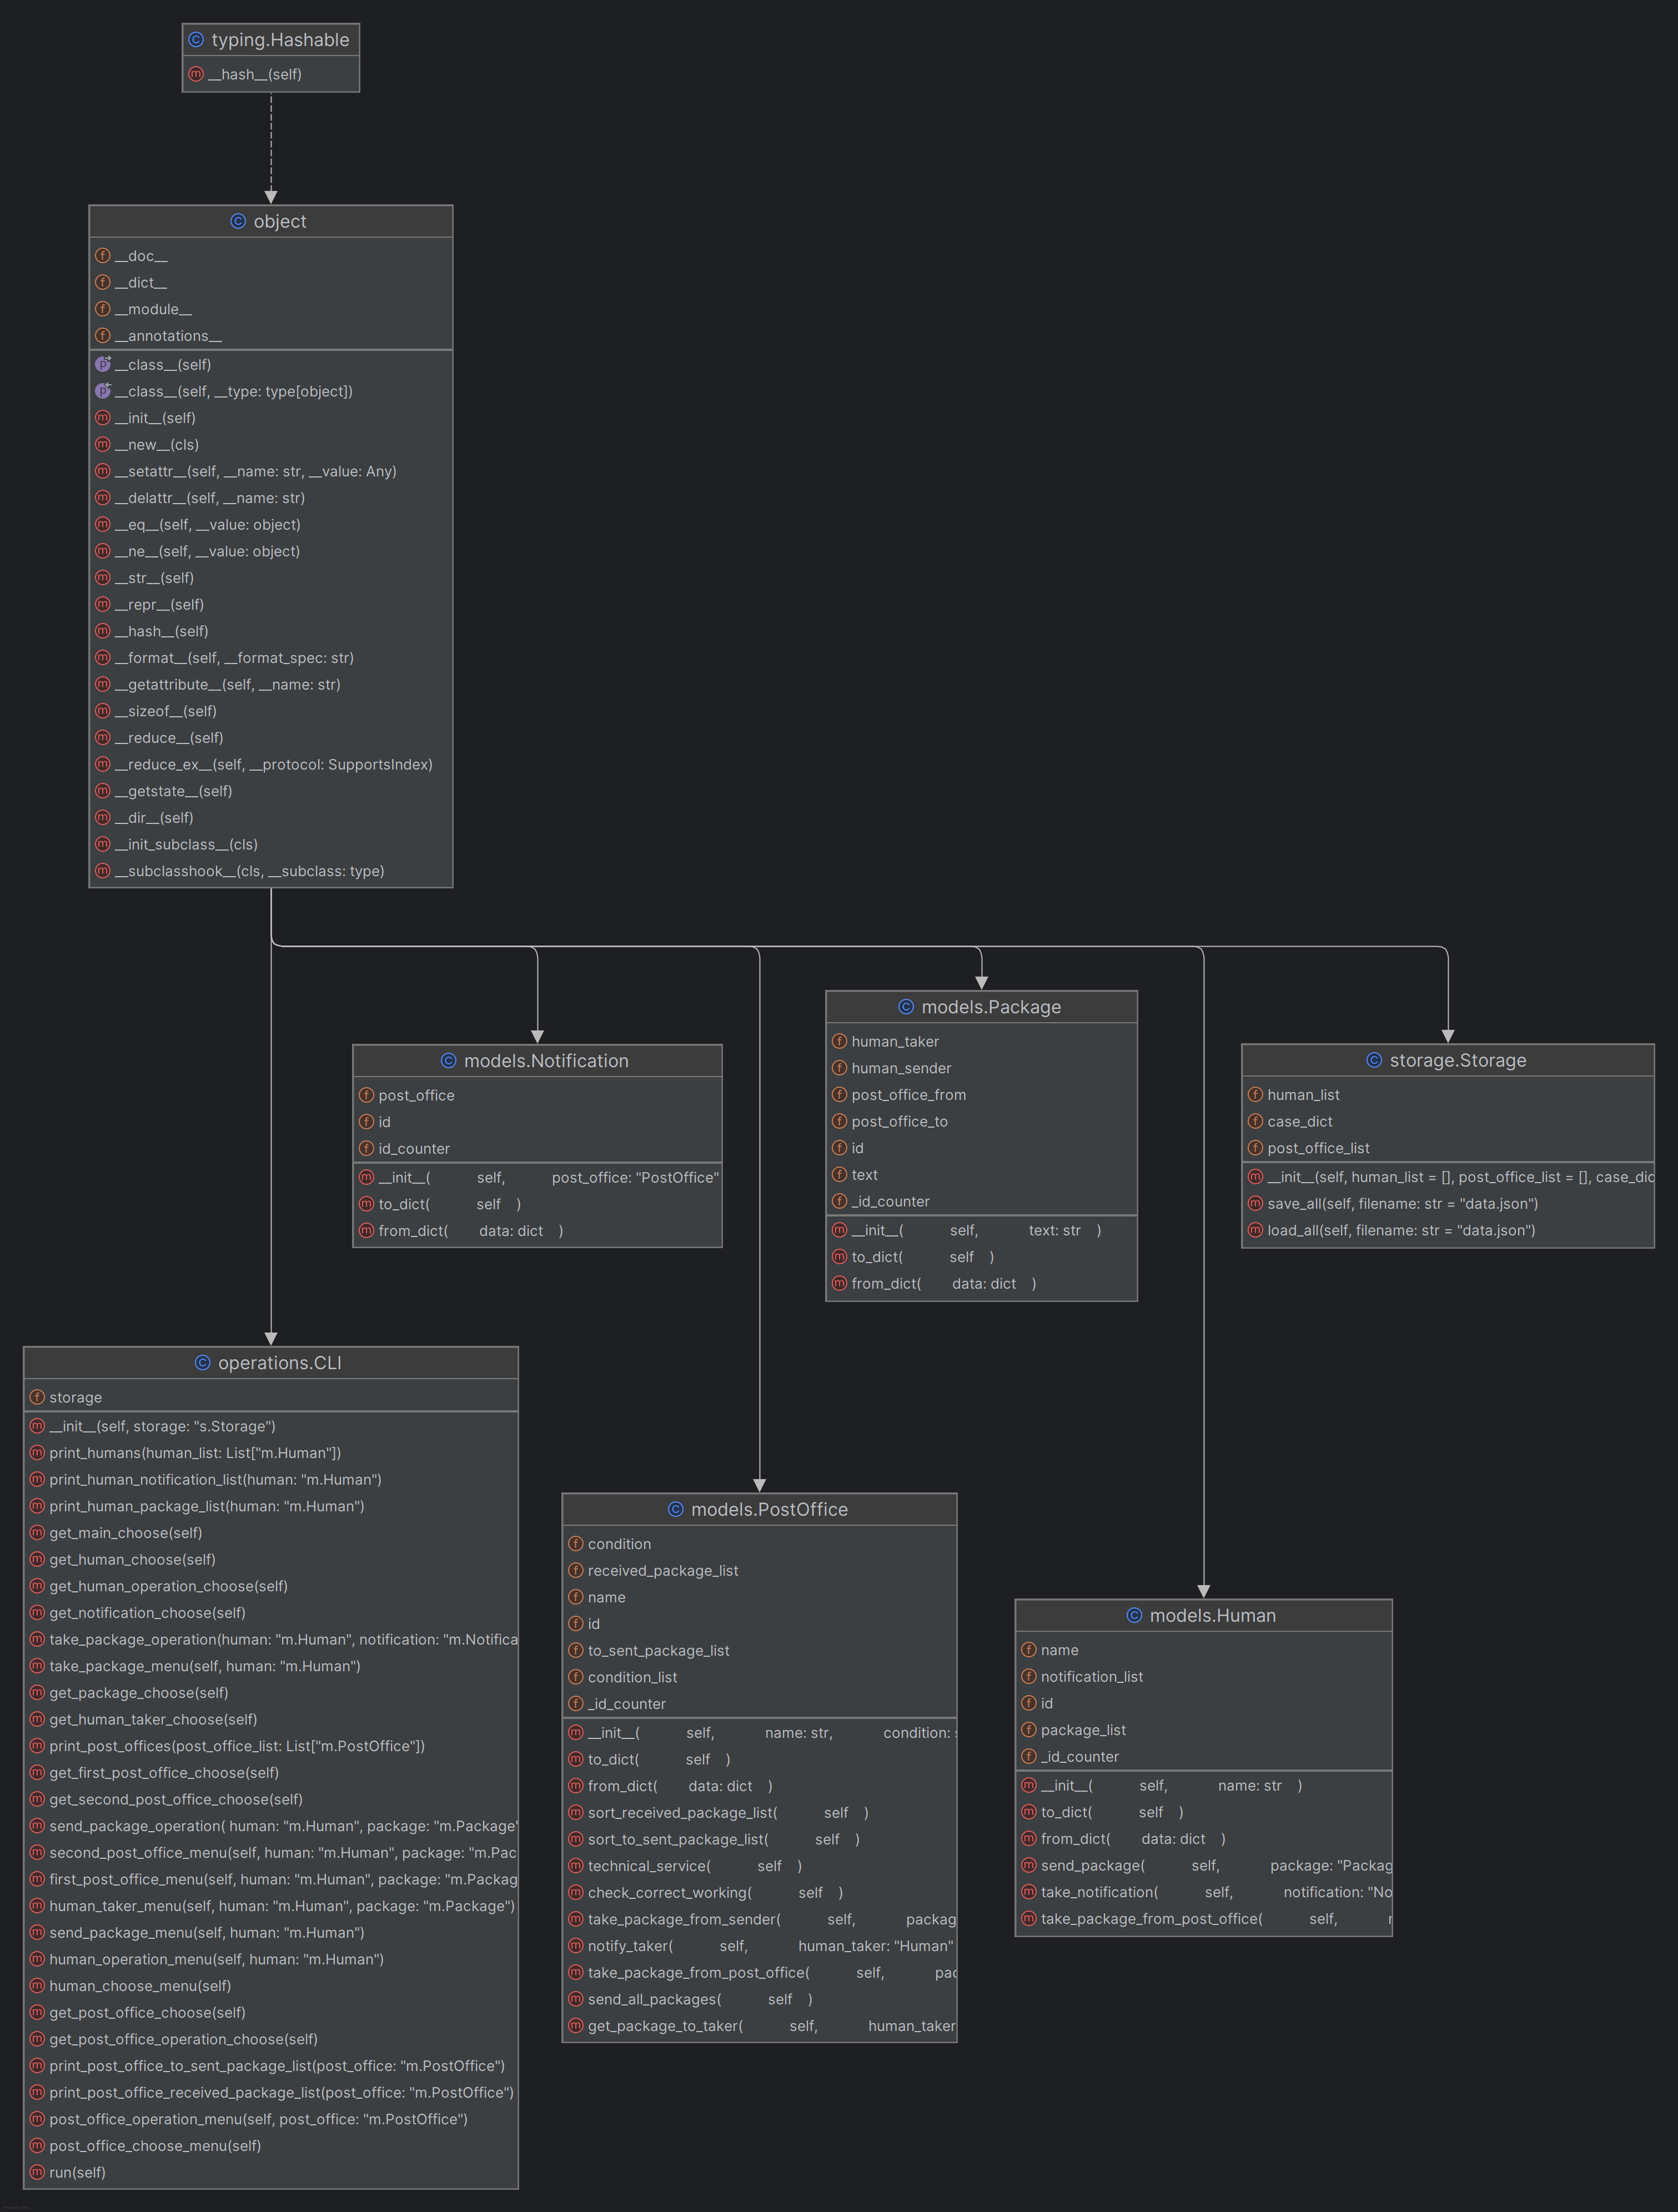 typing.Hashable
__hash__(self)
object
__doc__
__dict__
__module__
__annotations__
__class__(self)
__class__(self, __type: type[object])
__init__(self)
__new__(cls)
__setattr__(self, __name: str, __value: Any)
__delattr__(self, __name: str)
__eq__(self, __value: object)
__ne__(self, __value: object)
__str__(self)
__repr__(self)
__hash__(self)
__format__(self, __format_spec: str)
__getattribute__(self, __name: str)
__sizeof__(self)
__reduce__(self)
__reduce_ex__(self, __protocol: SupportsIndex)
__getstate__(self)
__dir__(self)
__init_subclass__(cls)
__subclasshook__(cls, __subclass: type)
models.Notification
post_office
id
id_counter
__init__( self, post_office: "PostOffice"
to_dict( self )
from_dict( data: dict )
models.Package
human_taker
human_sender
post_office_from
post_office_to
id
text
_id_counter
__init__( self, text: str )
to_dict( self )
from_dict( data: dict )
storage.Storage
human_list
case_dict
post_office_list
__init__(self, human_list = [], post_office_list = [], case_dic
save_all(self, filename: str = "data.json")
load_all(self, filename: str = "data.json")
operations.CLI
storage
__init__(self, storage: "s.Storage")
print_humans(human_list: List["m.Human"])
print_human_notification_list(human: "m.Human")
print_human_package_list(human: "m.Human")
get_main_choose(self)
get_human_choose(self)
get_human_operation_choose(self)
get_notification_choose(self)
take_package_operation(human: "m.Human", notification: "m.Notifica
take_package_menu(self, human: "m.Human")
get_package_choose(self)
get_human_taker_choose(self)
print_post_offices(post_office_list: List["m.PostOffice"])
get_first_post_office_choose(self)
get_second_post_office_choose(self)
send_package_operation( human: "m.Human", package: "m.Package"
second_post_office_menu(self, human: "m.Human", package: "m.Pac
first_post_office_menu(self, human: "m.Human", package: "m.Packag
human_taker_menu(self, human: "m.Human", package: "m.Package")
send_package_menu(self, human: "m.Human")
human_operation_menu(self, human: "m.Human")
human_choose_menu(self)
get_post_office_choose(self)
get_post_office_operation_choose(self)
print_post_office_to_sent_package_list(post_office: "m.PostOffice")
print_post_office_received_package_list(post_office: "m.PostOffice")
post_office_operation_menu(self, post_office: "m.PostOffice")
post_office_choose_menu(self)
run(self)
models.PostOffice
condition
received_package_list
name
id
to_sent_package_list
condition_list
_id_counter
__init__( self, name: str, condition: s
to_dict( self )
from_dict( data: dict )
sort_received_package_list( self )
sort_to_sent_package_list( self )
technical_service( self )
check_correct_working( self )
take_package_from_sender( self, packag
notify_taker( self, human_taker: "Human"
take_package_from_post_office( self, pac
send_all_packages( self )
get_package_to_taker( self, human_taker
models.Human
name
notification_list
id
package_list
_id_counter
__init__( self, name: str )
to_dict( self )
from_dict( data: dict )
send_package( self, package: "Packag
take_notification( self, notification: "No
take_package_from_post_office( self,